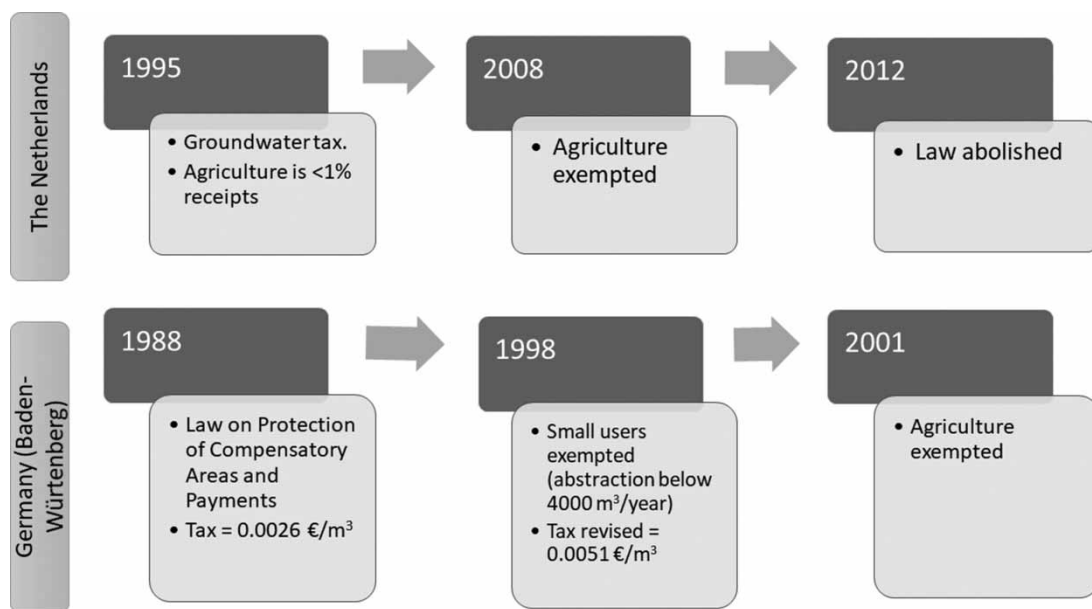 The Netherlands
1995
• Groundwater tax.
• Agriculture is <1%
receipts
2008
• Agriculture
exempted
2012
• Law abolished
Germany (Baden-
Würtenberg)
1988
• Law on Protection
of Compensatory
Areas and
Payments
• Tax = 0.0026 €/m³
1998
• Small users
exempted
(abstraction below
4000 m³/year)
• Tax revised =
0.0051 €/m³
2001
• Agriculture
exempted